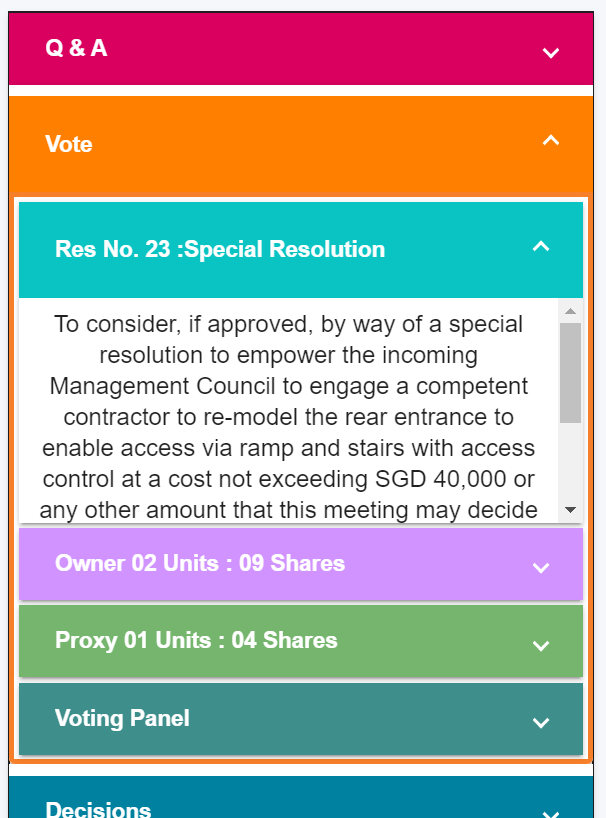 Q & A
Vote
Res No. 23 :Special Resolution
To consider, if approved, by way of a special
resolution to empower the incoming
Management Council to engage a competent
contractor to re-model the rear entrance to
enable access via ramp and stairs with access
control at a cost not exceeding SGD 40,000 or
any other amount that this meeting may decide
Owner 02 Units : 09 Shares
Proxy 01 Units : 04 Shares
Voting Panel
Decisions